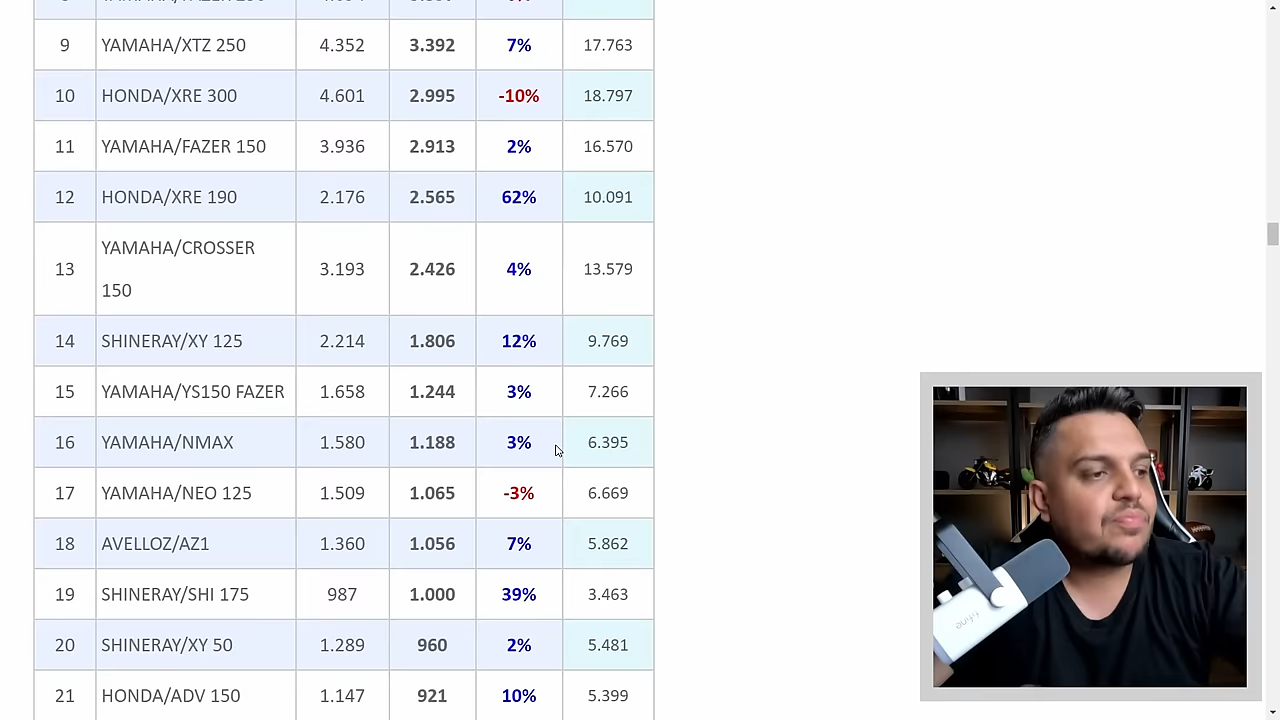 9 YAMAHA/XTZ 250 4.352 3.392 7% 17.763
10 HONDA/XRE 300 4.601 2.995 -10% 18.797
11 YAMAHA/FAZER 150 3.936 2.913 2% 16.570
12 HONDA/XRE 190 2.176 2.565 62% 10.091
13 YAMAHA/CROSSER 150 3.193 2.426 4% 13.579
14 SHINERAY/XY 125 2.214 1.806 12% 9.769
15 YAMAHA/YS150 FAZER 1.658 1.244 3% 7.266
16 YAMAHA/NMAX 1.580 1.188 3% 6.395
17 YAMAHA/NEO 125 1.509 1.065 -3% 6.669
18 AVELLOZ/AZ1 1.360 1.056 7% 5.862
19 SHINERAY/SHI 175 987 1.000 39% 3.463
20 SHINERAY/XY 50 1.289 960 2% 5.481
21 HONDA/ADV 150 1.147 921 10% 5.399
fifine